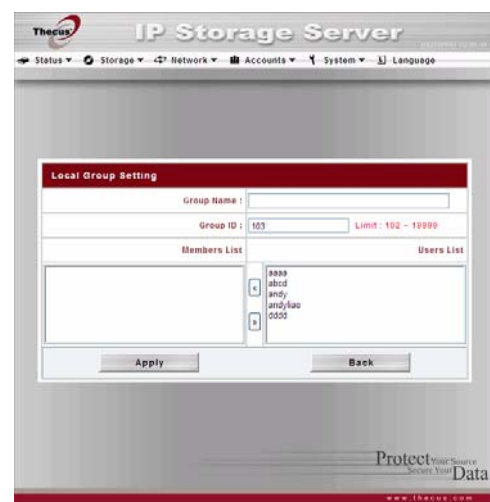 Thecus
IP Storage Server
Status Storage Network Accounts System Language
Local Group Setting
Group Name :
Group ID : 103 Limit : 102 ~ 19999
Members List Users List
<
aaaa
abcd
andy
andyliao
dddd
>
Apply Back
Protect Your Source
Secure Your Data
www.thecus.com